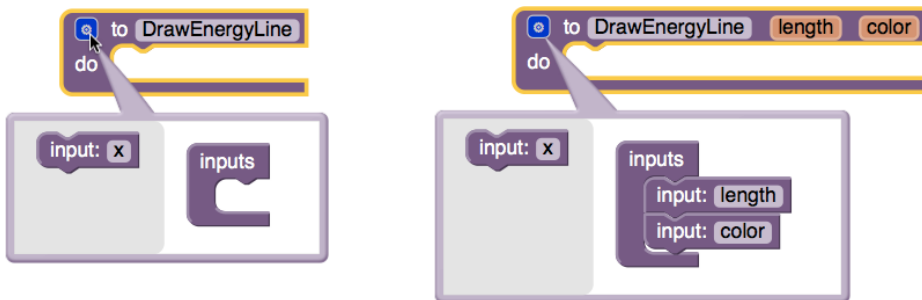 to DrawEnergyLine
do
input: x
inputs
to DrawEnergyLine length color
do
input: x
inputs
input: length
input: color